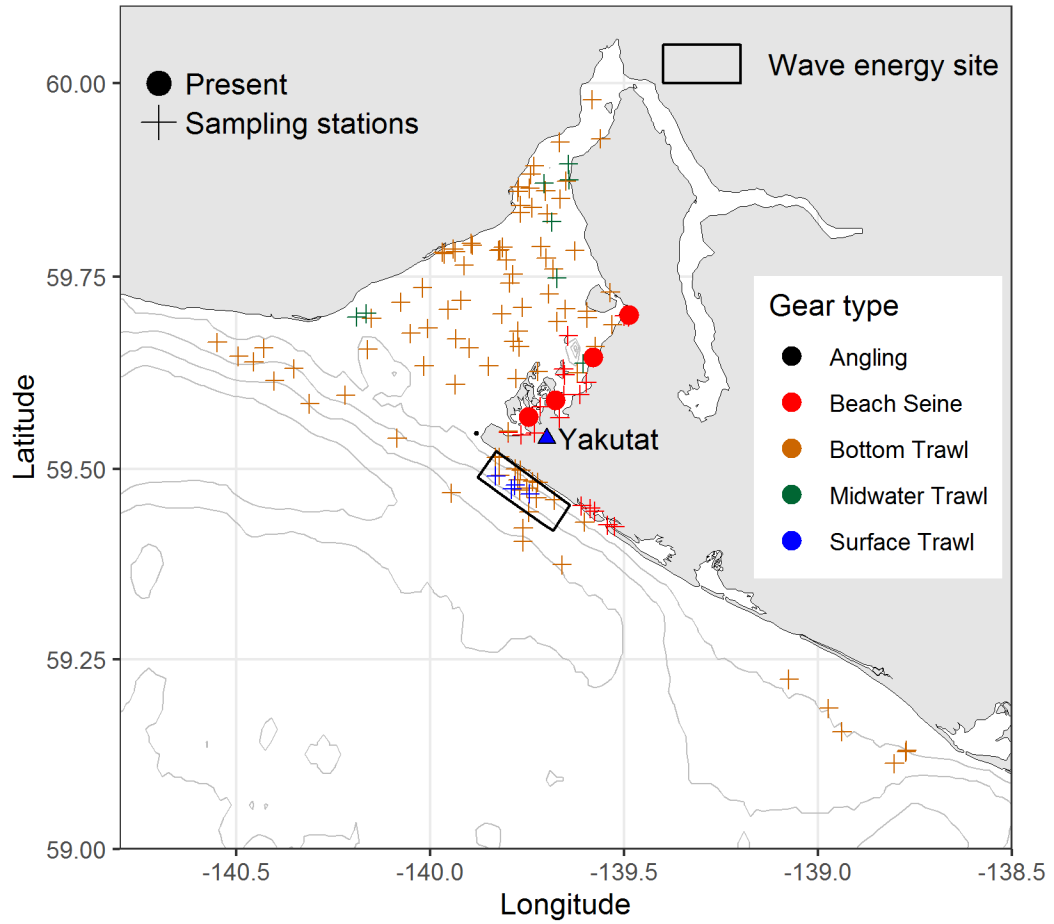 Present
Sampling stations
Wave energy site
Gear type
Angling
Beach Seine
Bottom Trawl
Midwater Trawl
Surface Trawl
Yakutat
Latitude
60.00
59.75
59.50
59.25
59.00
-140.5
-140.0
-139.5
-139.0
-138.5
Longitude